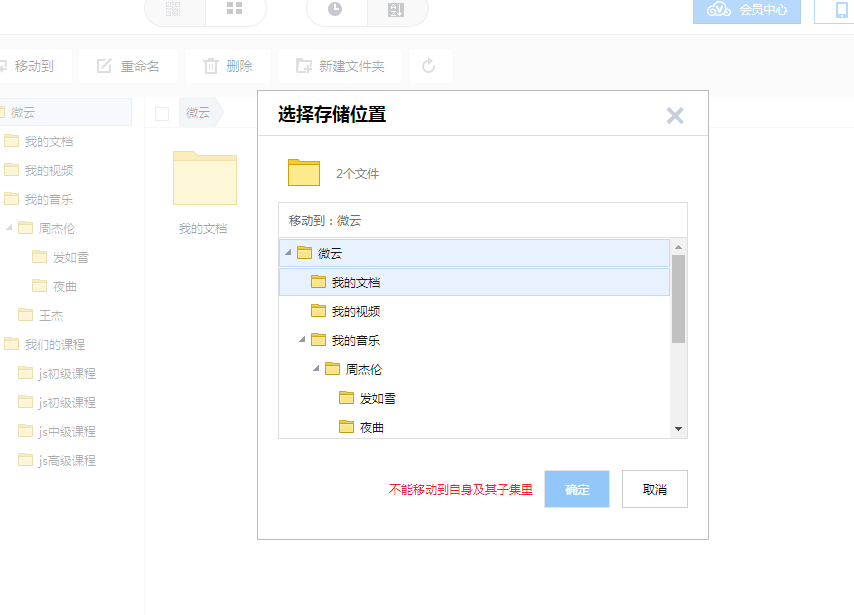 会员中心
移动到 重命名 删除 新建文件夹
微云
我的文档
我的视频
我的音乐
周杰伦
发如雪
夜曲
王杰
我们的课程
js初级课程
js初级课程
js中级课程
js高级课程
微云
我的文档
选择存储位置
2个文件
移动到：微云
微云
我的文档
我的视频
我的音乐
周杰伦
发如雪
夜曲
不能移动到自身及其子集里 确定 取消